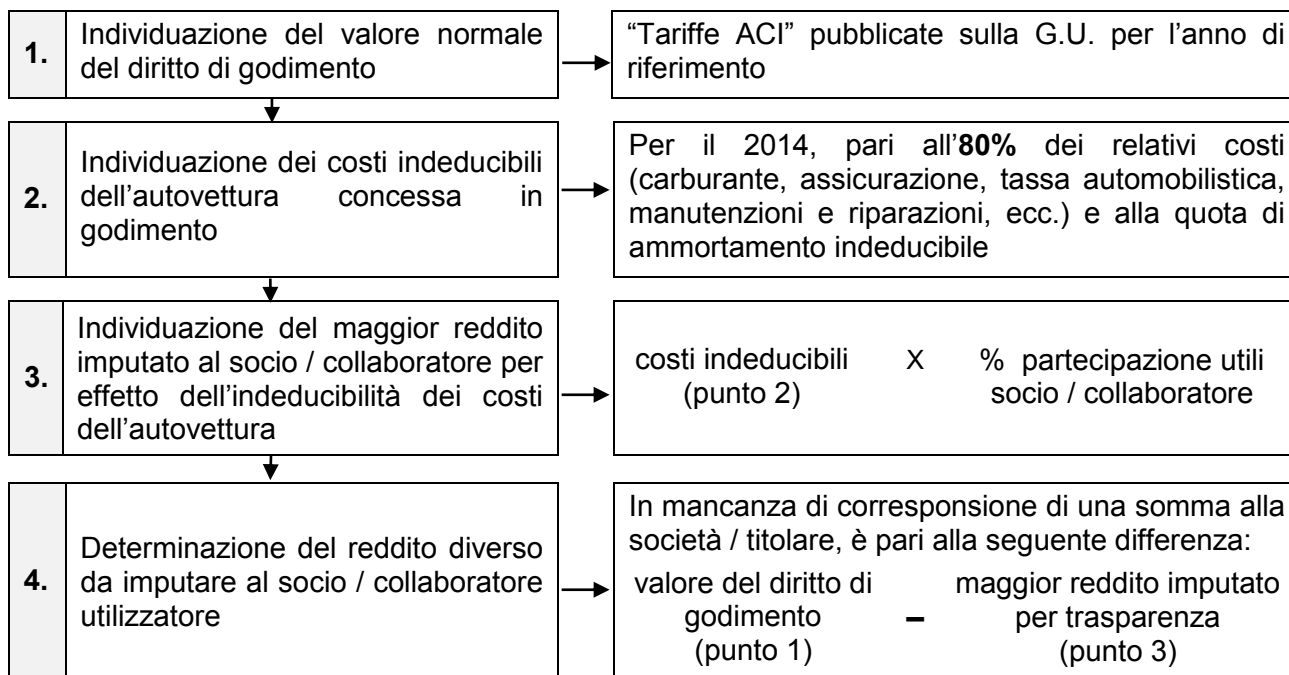 1.
Individuazione del valore normale
del diritto di godimento
“Tariffe ACI” pubblicate sulla G.U. per l’anno di
riferimento
2.
Individuazione dei costi indeducibili
dell’autovettura concessa in
godimento
Per il 2014, pari all’80% dei relativi costi
(carburante, assicurazione, tassa automobilistica,
manutenzioni e riparazioni, ecc.) e alla quota di
ammortamento indeducibile
3.
Individuazione del maggior reddito
imputato al socio / collaboratore per
effetto dell’indeducibilità dei costi
dell’autovettura
costi indeducibili X % partecipazione utili
(punto 2) socio / collaboratore
4.
Determinazione del reddito diverso
da imputare al socio / collaboratore
utilizzatore
In mancanza di corresponsione di una somma alla
società / titolare, è pari alla seguente differenza:
valore del diritto di maggior reddito imputato
godimento – per trasparenza
(punto 1) (punto 3)